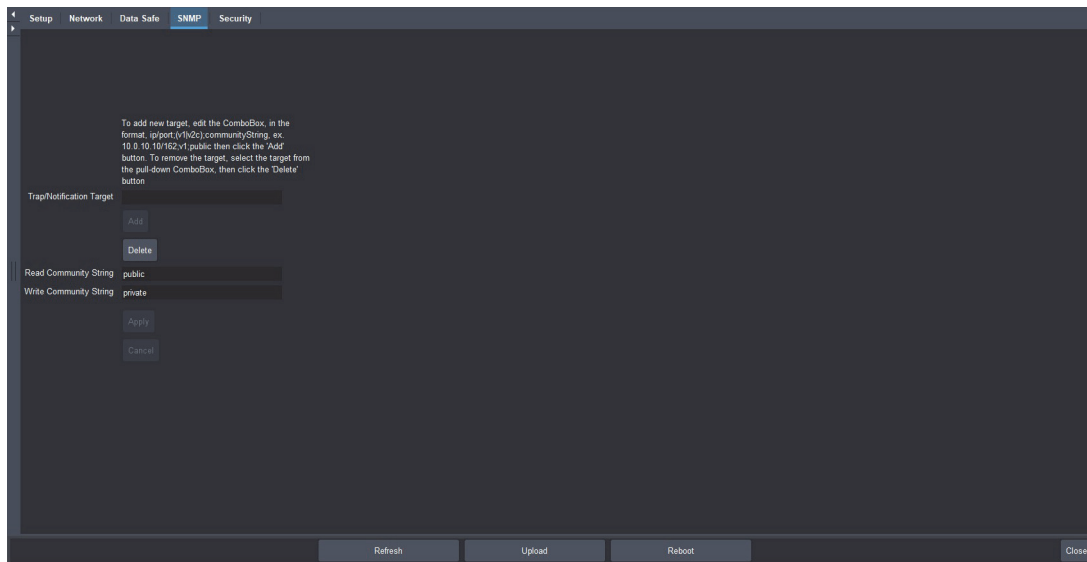 Setup Network Data Safe SNMP Security
To add new target, edit the ComboBox, in the
format, ip/port;(v1|v2c);communityString, ex.
10.0.10.10/162;v1;public then click the 'Add'
button. To remove the target, select the target from
the pull-down ComboBox, then click the 'Delete'
button
Trap/Notification Target
Add
Delete
Read Community String public
Write Community String private
Apply
Cancel
Refresh Upload Reboot Close